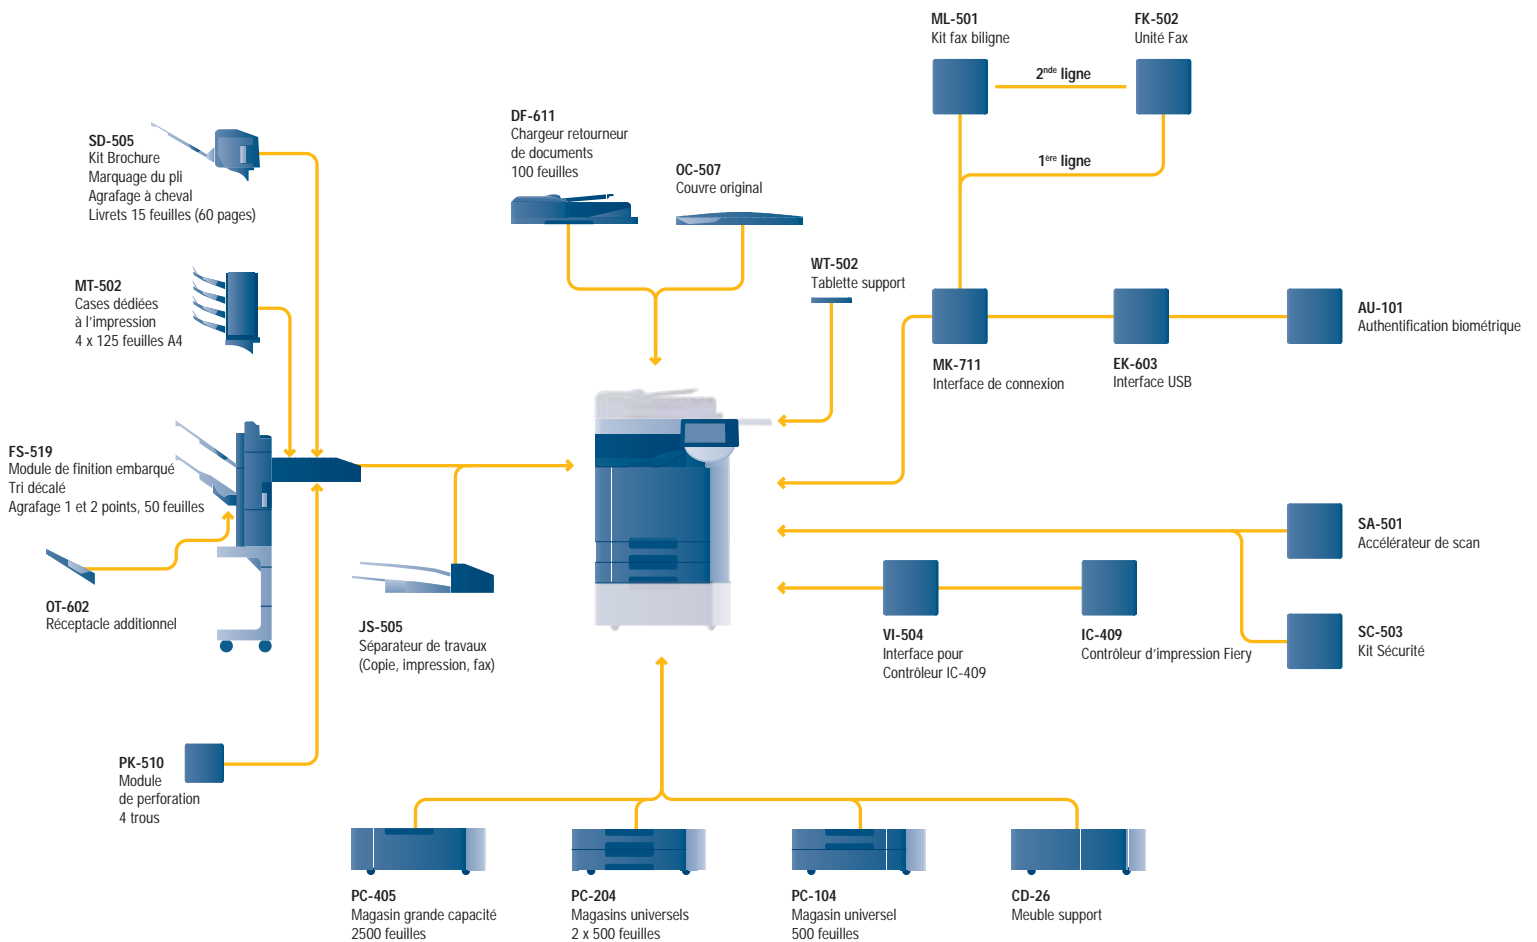 ML-501
Kit fax biligne
FK-502
Unité Fax
2nde ligne
1ère ligne
DF-611
Chargeur retourneur
de documents
100 feuilles
OC-507
Couvre original
SD-505
Kit Brochure
Marquage du pli
Agrafage à cheval
Livrets 15 feuilles (60 pages)
WT-502
Tablette support
MT-502
Cases dédiées
à l'impression
4 x 125 feuilles A4
AU-101
Authentification biométrique
MK-711
Interface de connexion
EK-603
Interface USB
FS-519
Module de finition embarqué
Tri décalé
Agrafage 1 et 2 points, 50 feuilles
SA-501
Accélérateur de scan
OT-602
Réceptacle additionnel
JS-505
Séparateur de travaux
(Copie, impression, fax)
VI-504
Interface pour
Contrôleur IC-409
IC-409
Contrôleur d'impression Fiery
SC-503
Kit Sécurité
PK-510
Module
de perforation
4 trous
PC-405
Magasin grande capacité
2500 feuilles
PC-204
Magasins universels
2 x 500 feuilles
PC-104
Magasin universel
500 feuilles
CD-26
Meuble support